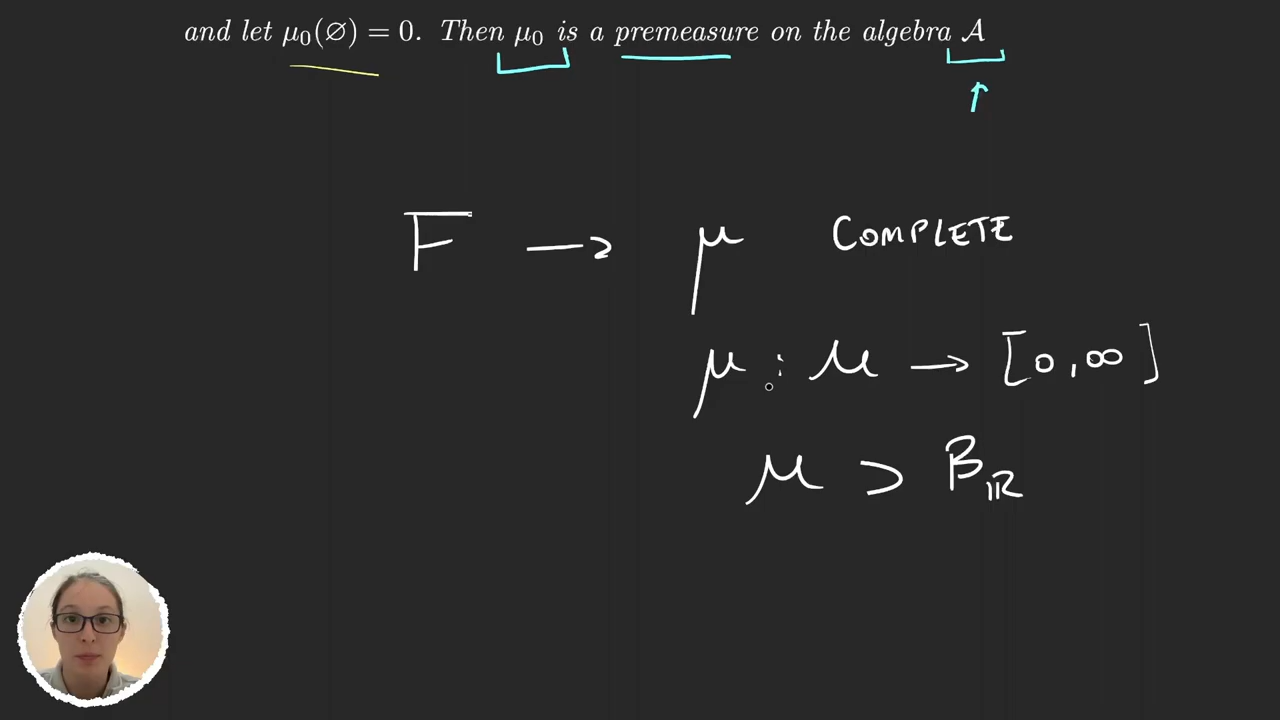 and let μ₀(∅) = 0. Then μ₀ is a premeasure on the algebra 𝒜
F → μ COMPLETE
μ : ℳ → [0, ∞]
ℳ ⊃ 𝓑_ℝ